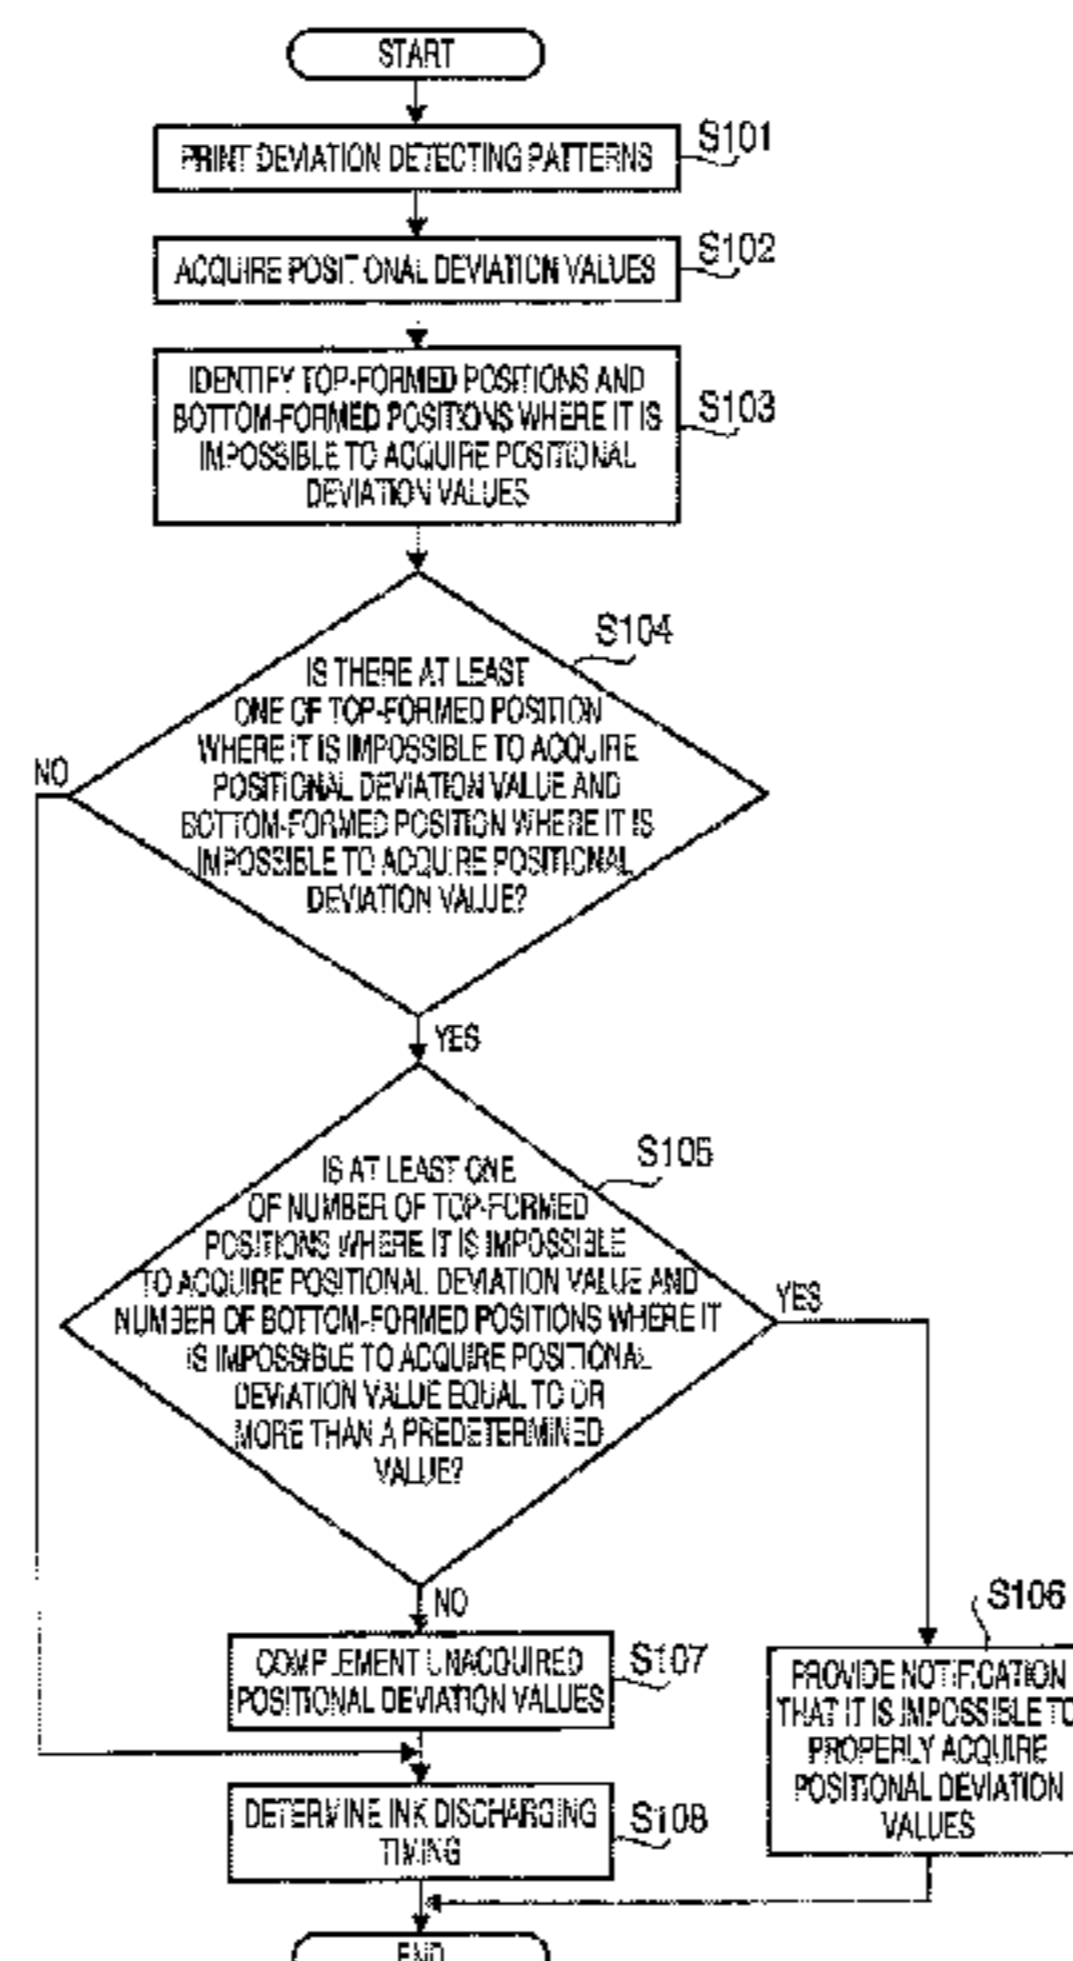 START
PRINT DEVIATION DETECTING PATTERNS
S101
ACQUIRE POSITIONAL DEVIATION VALUES
S102
IDENTIFY TOP-FORMED POSITIONS AND
BOTTOM-FORMED POSITIONS WHERE IT IS
IMPOSSIBLE TO ACQUIRE POSITIONAL
DEVIATION VALUES
S103
S104
IS THERE AT LEAST
ONE OF TOP-FORMED POSITION
WHERE IT IS IMPOSSIBLE TO ACQUIRE
POSITIONAL DEVIATION VALUE AND
BOTTOM-FORMED POSITION WHERE IT IS
IMPOSSIBLE TO ACQUIRE POSITIONAL
DEVIATION VALUE?
NO
YES
S105
IS AT LEAST ONE
OF NUMBER OF TOP-FORMED
POSITIONS WHERE IT IS IMPOSSIBLE
TO ACQUIRE POSITIONAL DEVIATION VALUE AND
NUMBER OF BOTTOM-FORMED POSITIONS WHERE IT
IS IMPOSSIBLE TO ACQUIRE POSITIONAL
DEVIATION VALUE EQUAL TO OR
MORE THAN A PREDETERMINED
VALUE?
YES
NO
S106
PROVIDE NOTIFICATION
THAT IT IS IMPOSSIBLE TO
PROPERLY ACQUIRE
POSITIONAL DEVIATION
VALUES
COMPLEMENT UNACQUIRED
POSITIONAL DEVIATION VALUES
S107
DETERMINE INK DISCHARGING
TIMING
S108
END